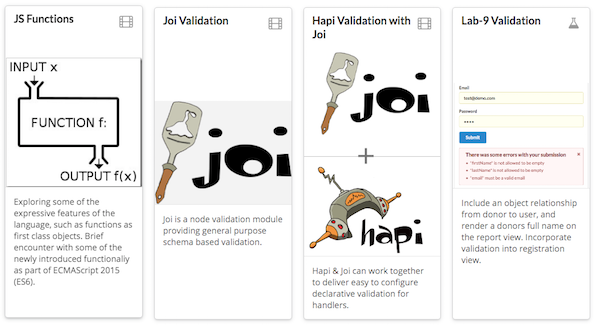 JS Functions
INPUT x
FUNCTION f:
OUTPUT f(x)
Exploring some of the
expressive features of the
language, such as functions as
first class objects. Brief
encounter with some of the
newly introduced functionally
as part of ECMAScript 2015
(ES6).
Joi Validation
joi
Joi is a node validation module
providing general purpose
schema based validation.
Hapi Validation with
Joi
joi
+
hapi
Hapi & Joi can work together
to deliver easy to configure
declarative validation for
handlers.
Lab-9 Validation
Email
test@demo.com
Password
••••
Submit
There was some errors with your submission
• "firstName" is not allowed to be empty
• "lastName" is not allowed to be empty
• "email" must be a valid email
Include an object relationship
from donor to user, and
render a donors full name on
the report view. Incorporate
validation into registration
view.